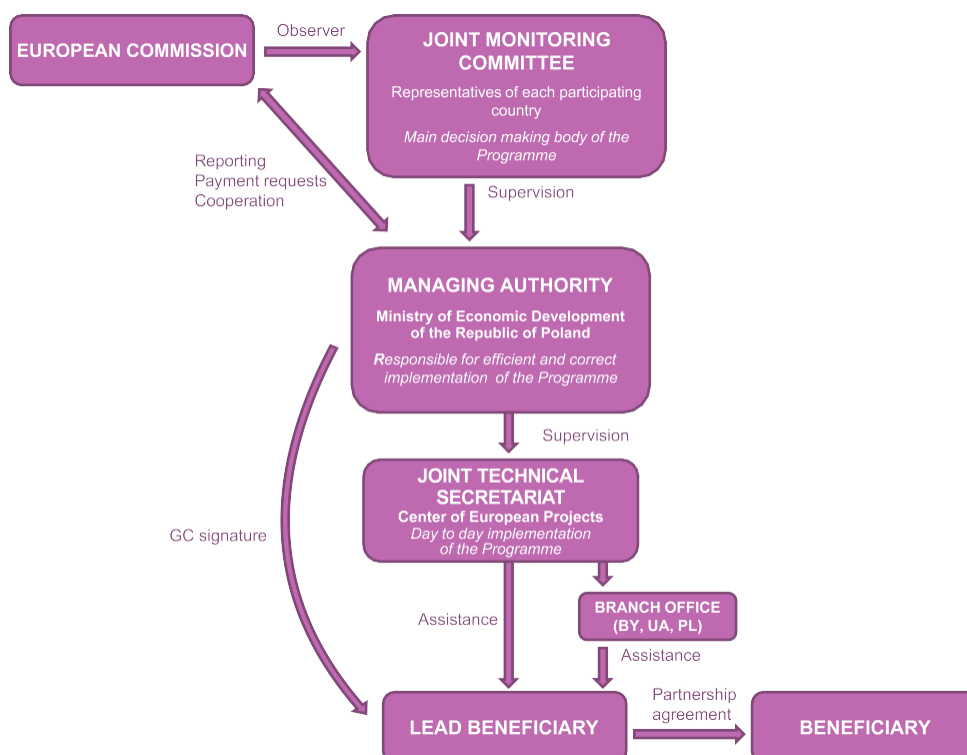 EUROPEAN COMMISSION
Observer
JOINT MONITORING
COMMITTEE
Representatives of each participating
country
Main decision making body of the
Programme
Reporting
Payment requests
Cooperation
Supervision
MANAGING AUTHORITY
Ministry of Economic Development
of the Republic of Poland
Responsible for efficient and correct
implementation of the Programme
Supervision
JOINT TECHNICAL
SECRETARIAT
Center of European Projects
Day to day implementation
of the Programme
GC signature
Assistance
BRANCH OFFICE
(BY, UA, PL)
Assistance
LEAD BENEFICIARY
Partnership
agreement
BENEFICIARY